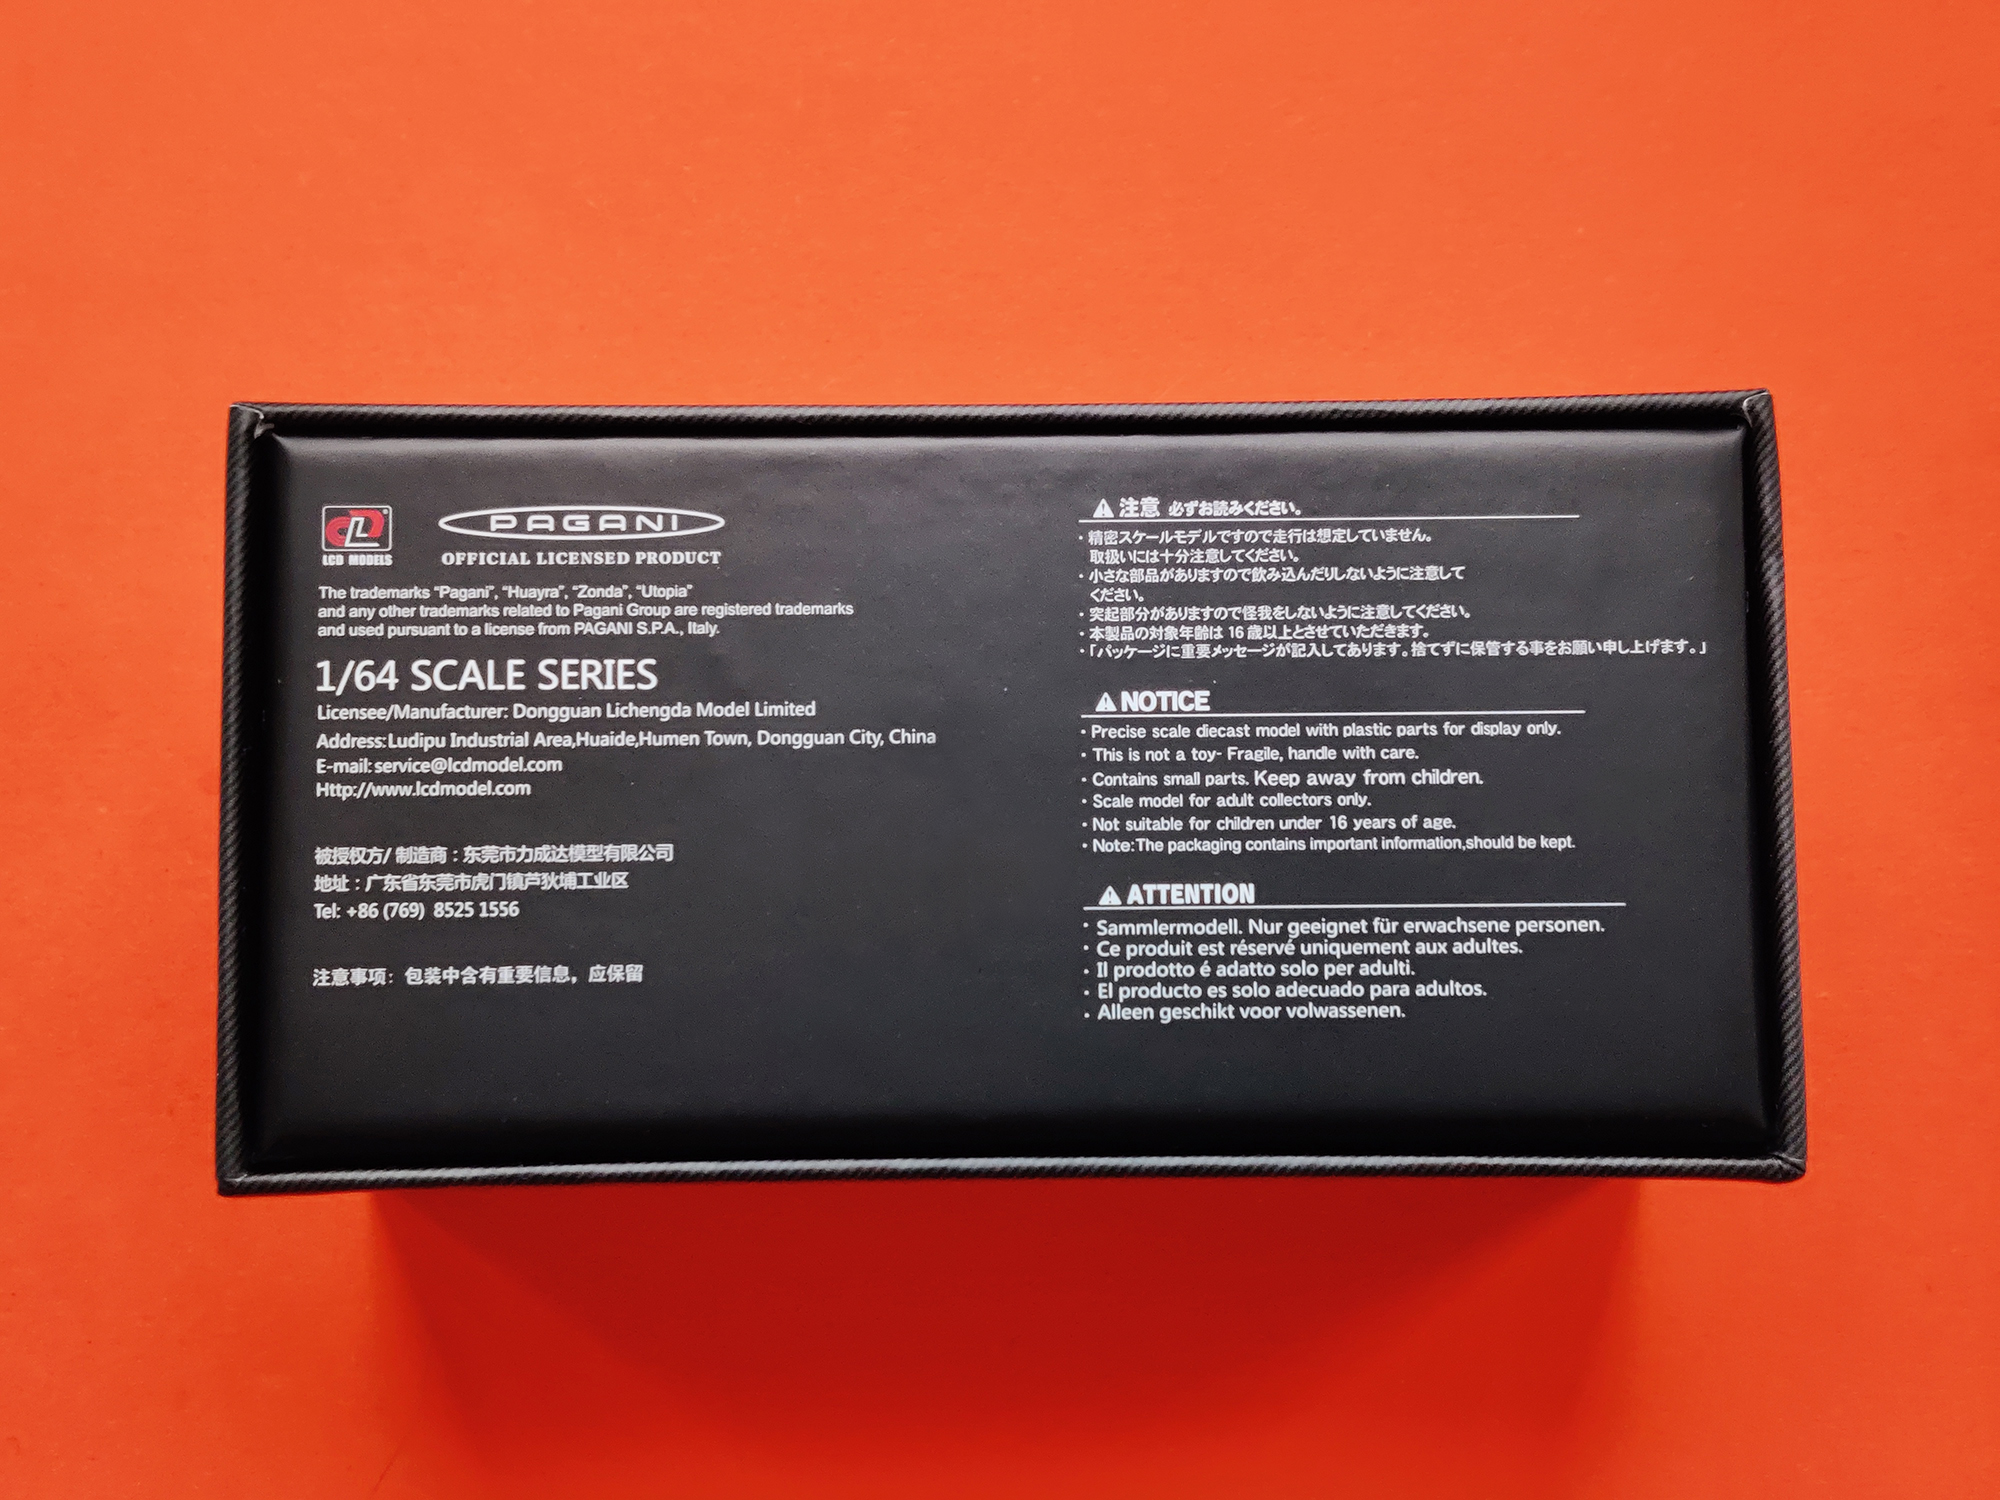 LCD MODELS
PAGANI
OFFICIAL LICENSED PRODUCT
The trademarks "Pagani", "Huayra", "Zonda", "Utopia"
and any other trademarks related to Pagani Group are registered trademarks
and used pursuant to a license from PAGANI S.P.A., Italy.
1/64 SCALE SERIES
Licensee/Manufacturer: Dongguan Lichengda Model Limited
Address:Ludipu Industrial Area,Huaide,Humen Town, Dongguan City, China
E-mail:service@lcdmodel.com
Http://www.lcdmodel.com
被授权方/ 制造商：东莞市力成达模型有限公司
地址：广东省东莞市虎门镇芦狄埔工业区
Tel: +86 (769) 8525 1556
注意事项：包装中含有重要信息，应保留
⚠注意 必ずお読みください。
・精密スケールモデルですので走行は想定していません。
取扱いには十分注意してください。
・小さな部品がありますので飲み込んだりしないように注意して
ください。
・突起部分がありますので怪我をしないように注意してください。
・本製品の対象年齢は 16 歳以上とさせていただきます。
・「パッケージに重要メッセージが記入してあります。捨てずに保管する事をお願い申し上げます。」
⚠NOTICE
・Precise scale diecast model with plastic parts for display only.
・This is not a toy- Fragile, handle with care.
・Contains small parts. Keep away from children.
・Scale model for adult collectors only.
・Not suitable for children under 16 years of age.
・Note:The packaging contains important information,should be kept.
⚠ATTENTION
・Sammlermodell. Nur geeignet für erwachsene personen.
・Ce produit est réservé uniquement aux adultes.
・Il prodotto é adatto solo per adulti.
・El producto es solo adecuado para adultos.
・Alleen geschikt voor volwassenen.